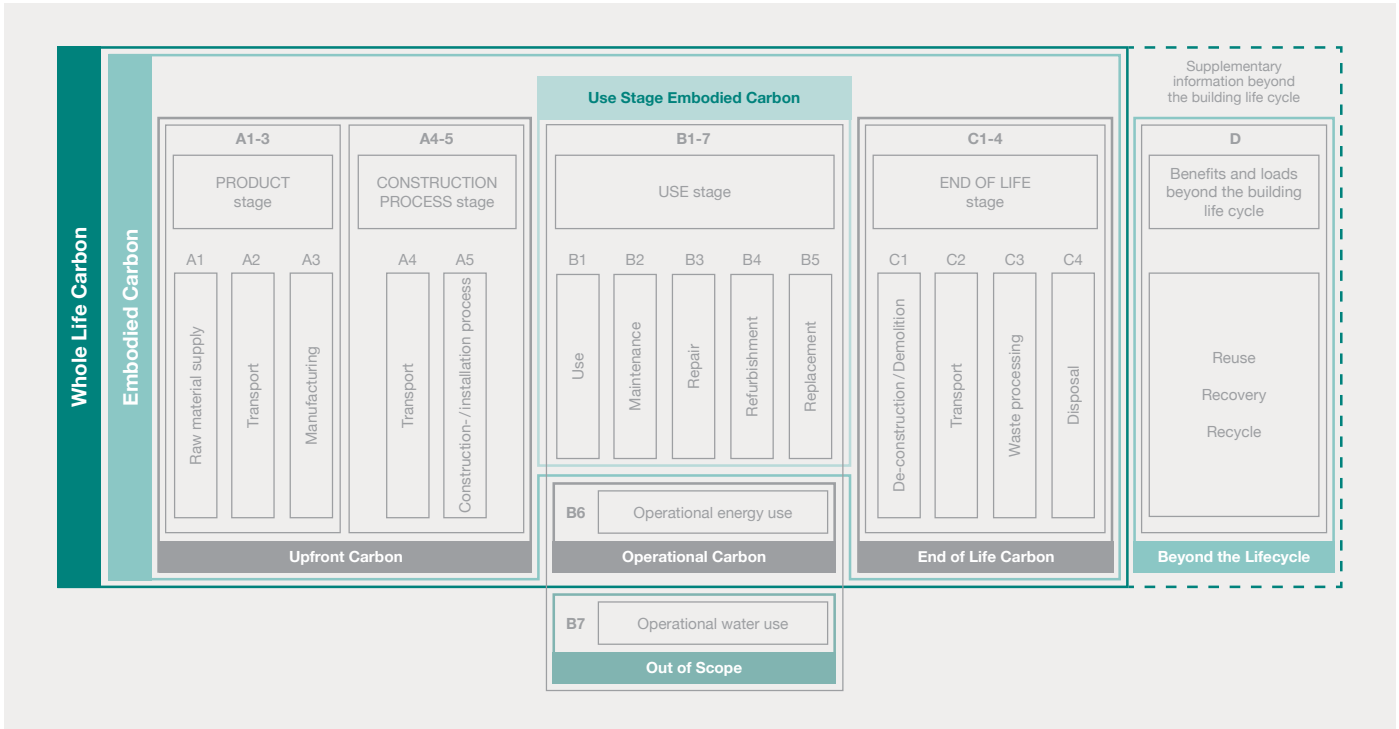 Whole Life Carbon
Embodied Carbon
Supplementary
information beyond
the building life cycle
Use Stage Embodied Carbon
A1-3
A4-5
B1-7
C1-4
D
PRODUCT
stage
CONSTRUCTION
PROCESS stage
USE stage
END OF LIFE
stage
Benefits and loads
beyond the building
life cycle
A1
A2
A3
A4
A5
B1
B2
B3
B4
B5
C1
C2
C3
C4
Raw material supply
Transport
Manufacturing
Transport
Construction- / installation process
Use
Maintenance
Repair
Refurbishment
Replacement
De-construction / Demolition
Transport
Waste processing
Disposal
Reuse
Recovery
Recycle
B6
Operational energy use
Upfront Carbon
Operational Carbon
End of Life Carbon
Beyond the Lifecycle
B7
Operational water use
Out of Scope